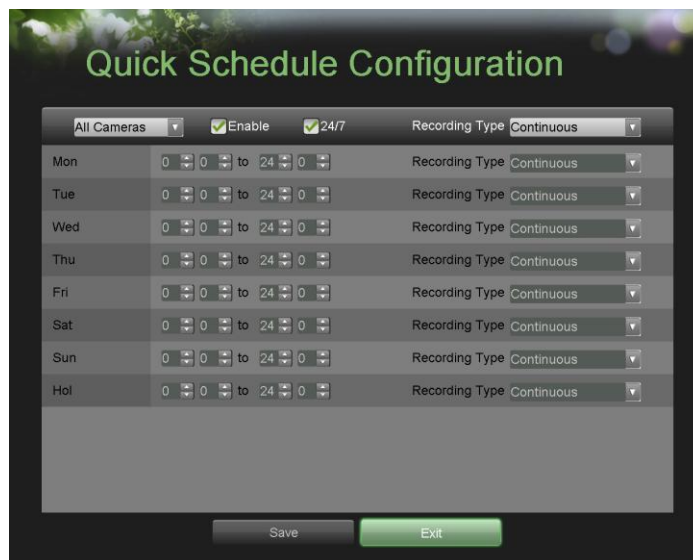 Quick Schedule Configuration
All Cameras Enable 24/7 Recording Type Continuous
Mon 0 0 to 24 0 Recording Type Continuous
Tue 0 0 to 24 0 Recording Type Continuous
Wed 0 0 to 24 0 Recording Type Continuous
Thu 0 0 to 24 0 Recording Type Continuous
Fri 0 0 to 24 0 Recording Type Continuous
Sat 0 0 to 24 0 Recording Type Continuous
Sun 0 0 to 24 0 Recording Type Continuous
Hol 0 0 to 24 0 Recording Type Continuous
Save Exit